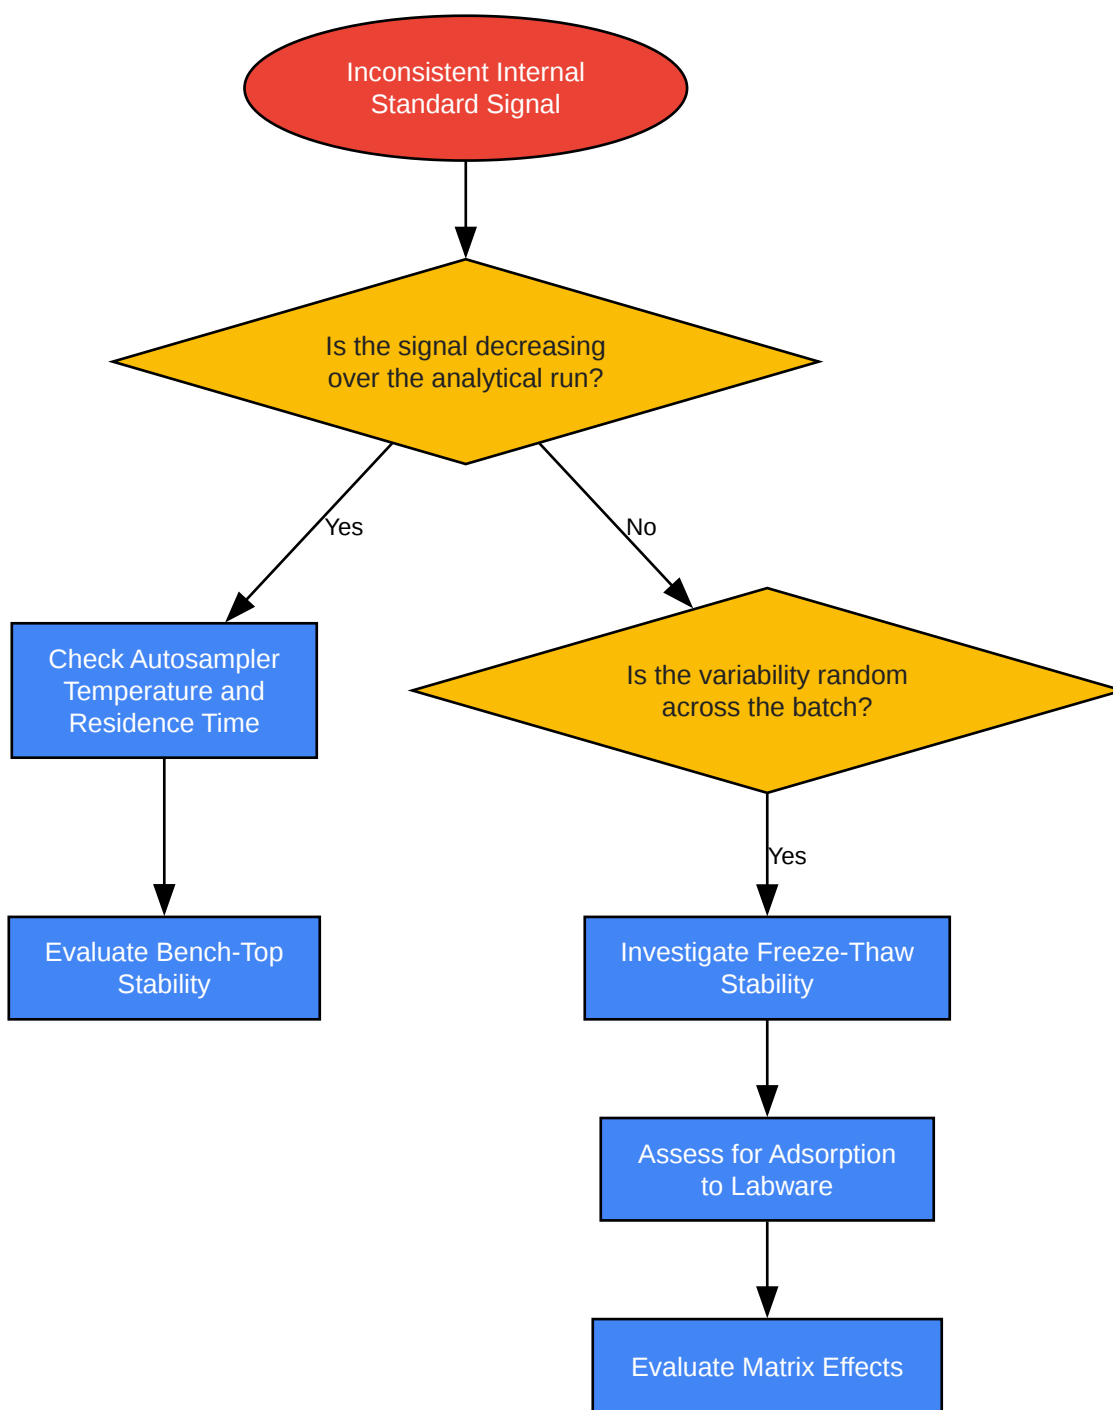 Inconsistent Internal
Standard Signal
Is the signal decreasing
over the analytical run?
Yes
No
Check Autosampler
Temperature and
Residence Time
Is the variability random
across the batch?
Yes
Evaluate Bench-Top
Stability
Investigate Freeze-Thaw
Stability
Assess for Adsorption
to Labware
Evaluate Matrix Effects